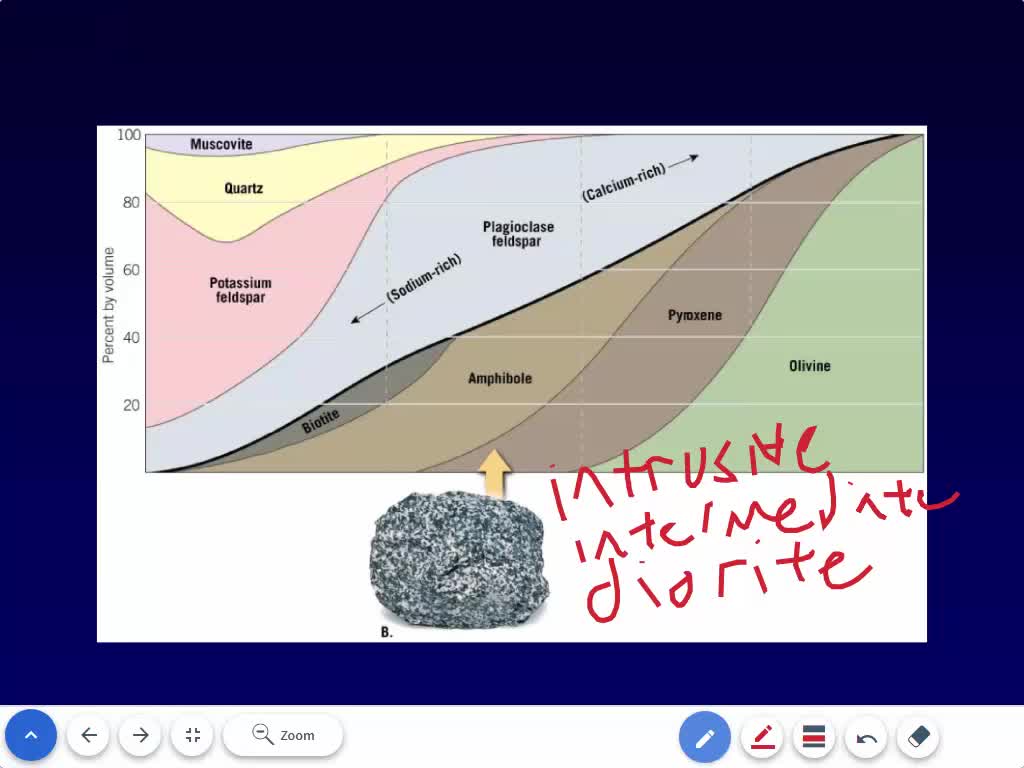 100
Muscovite
Quartz
80
(Calcium-rich)
Plagioclase
feldspar
Percent by volume
60
(Sodium-rich)
Potassium
feldspar
Pyroxene
40
Olivine
Amphibole
20
Biotite
intrusive
intermediate
diorite
B.
Zoom